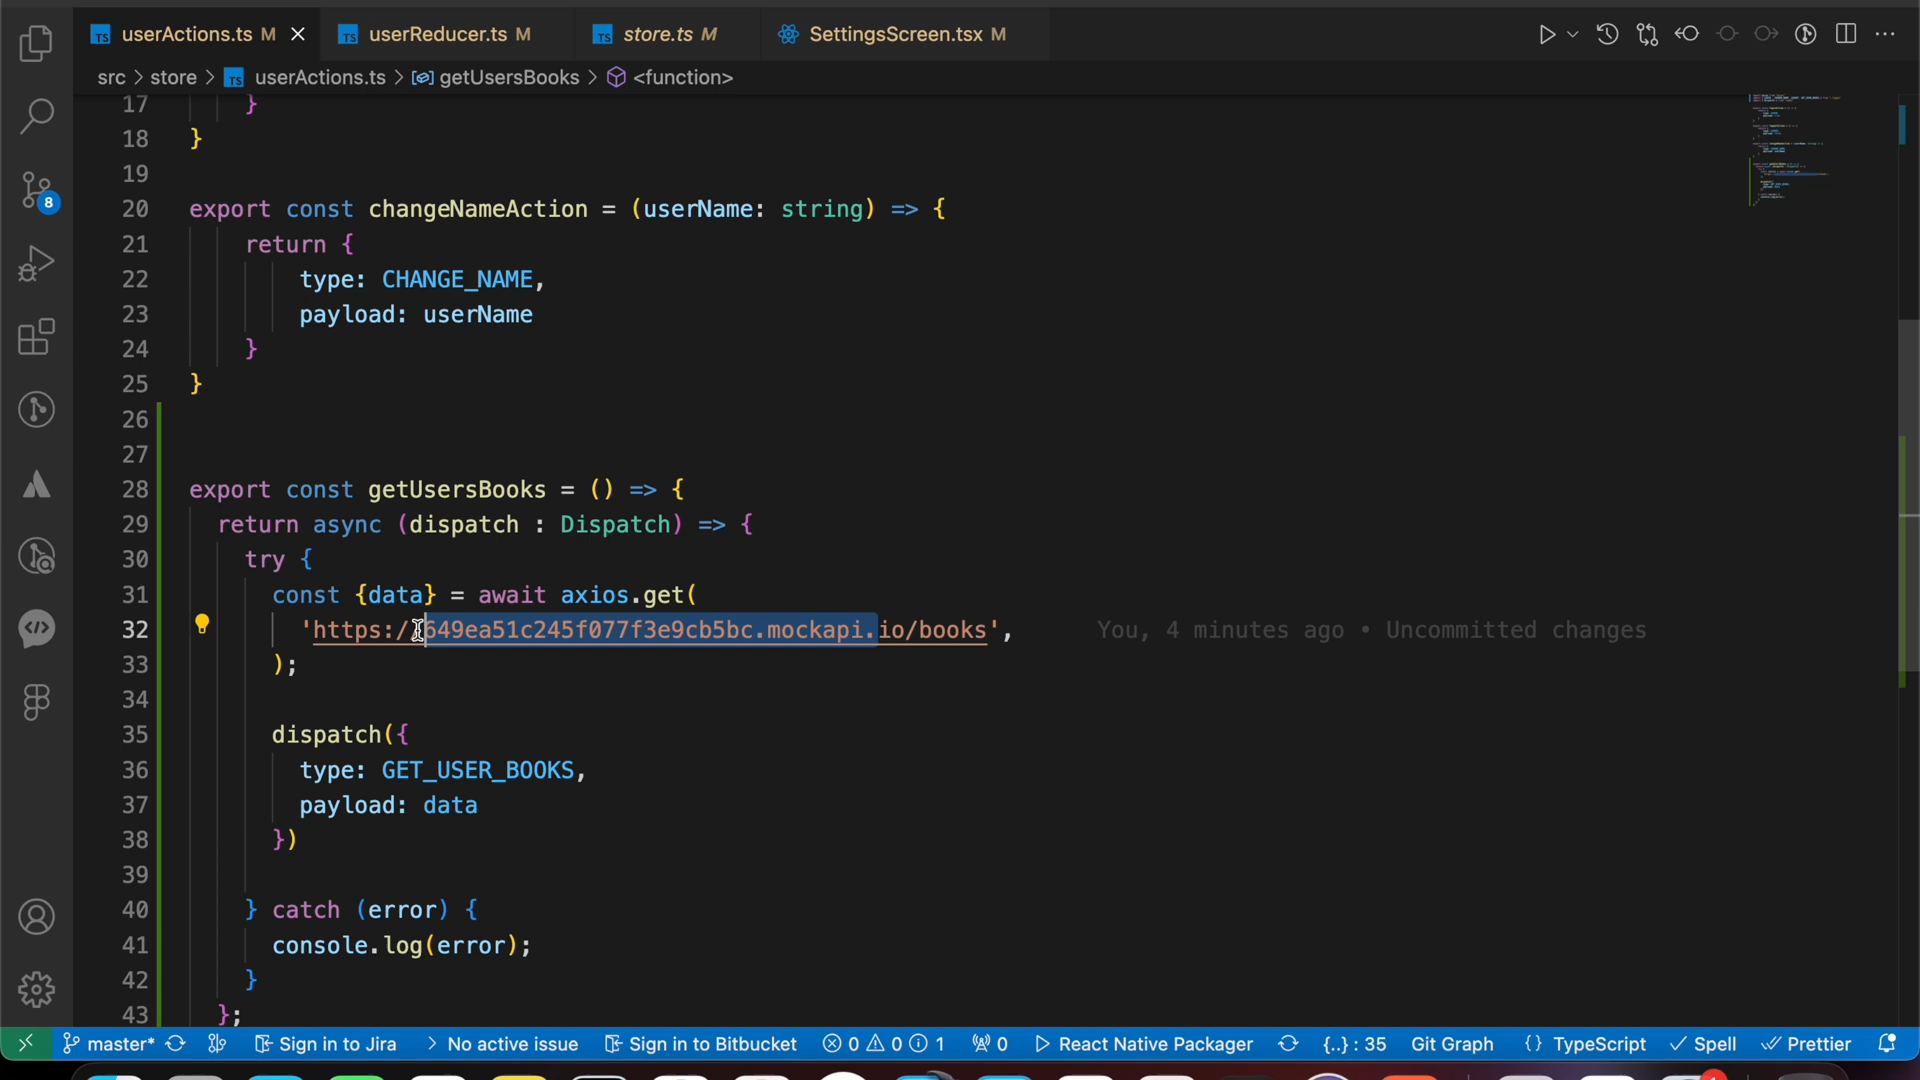 TS userActions.ts M TS userReducer.ts M TS store.ts M SettingsScreen.tsx M
src > store > TS userActions.ts > getUsersBooks > <function>
17 }
18 }
19
20 export const changeNameAction = (userName: string) => {
21 return {
22 type: CHANGE_NAME,
23 payload: userName
24 }
25 }
26
27
28 export const getUsersBooks = () => {
29 return async (dispatch : Dispatch) => {
30 try {
31 const {data} = await axios.get(
32 'https://649ea51c245f077f3e9cb5bc.mockapi.io/books', You, 4 minutes ago • Uncommitted changes
33 );
34
35 dispatch({
36 type: GET_USER_BOOKS,
37 payload: data
38 })
39
40 } catch (error) {
41 console.log(error);
42 }
43 };
8
master* Sign in to Jira > No active issue Sign in to Bitbucket 0 0 1 0 React Native Packager {..} : 35 Git Graph {} TypeScript Spell Prettier